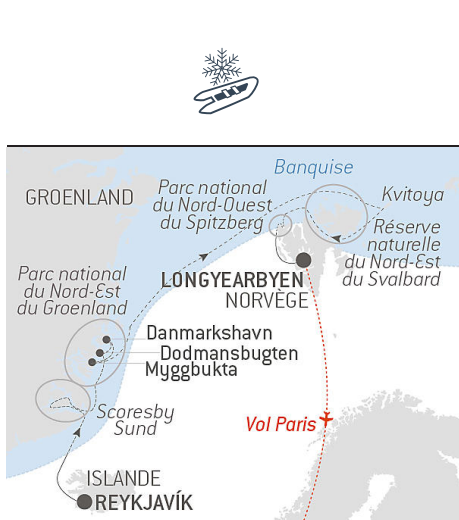 Banquise
GROENLAND
Parc national
du Nord-Ouest
du Spitzberg
Kvitoya
Réserve
naturelle
du Nord-Est
du Svalbard
LONGYEARBYEN
NORVÈGE
Parc national
du Nord-Est
du Groenland
Danmarkshavn
Dodmansbugten
Myggbukta
Scoresby
Sund
Vol Paris
ISLANDE
REYKJAVÍK